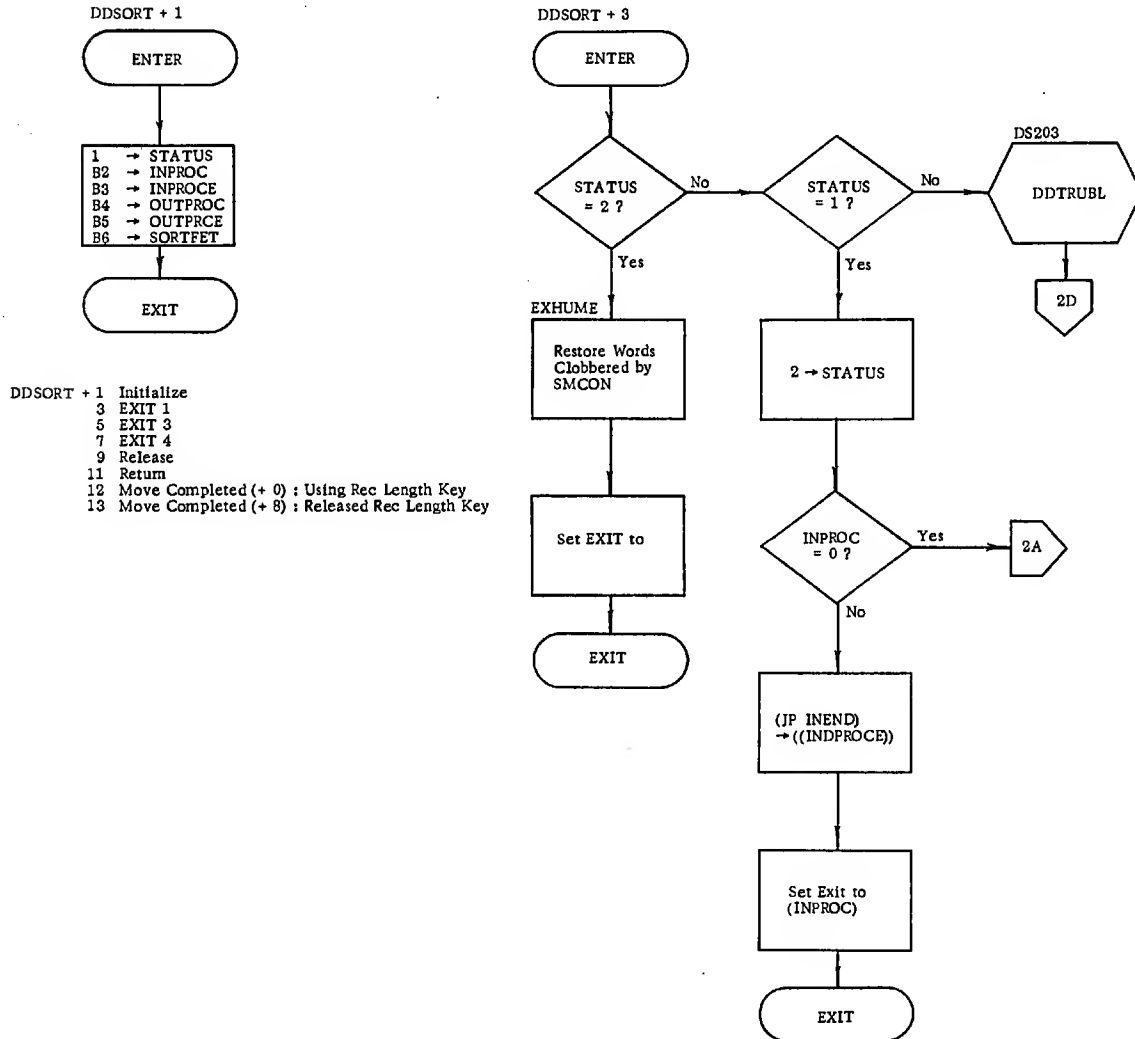 DDSORT + 1
ENTER
1 → STATUS
B2 → INPROC
B3 → INPROCE
B4 → OUTPROC
B5 → OUTPRCE
B6 → SORTFET
EXIT
DDSORT + 1 Initialize
3 EXIT 1
5 EXIT 3
7 EXIT 4
9 Release
11 Return
12 Move Completed (+ 0) : Using Rec Length Key
13 Move Completed (+ 8) : Released Rec Length Key
DDSORT + 3
ENTER
STATUS
= 2 ?
No
Yes
EXHUME
Restore Words
Clobbered by
SMCON
Set EXIT to
EXIT
STATUS
= 1 ?
No
Yes
DS203
DDTRUBL
2D
2 → STATUS
INPROC
= 0 ?
Yes
2A
No
(JP INEND)
→ ((INDPROCE))
Set Exit to
(INPROC)
EXIT